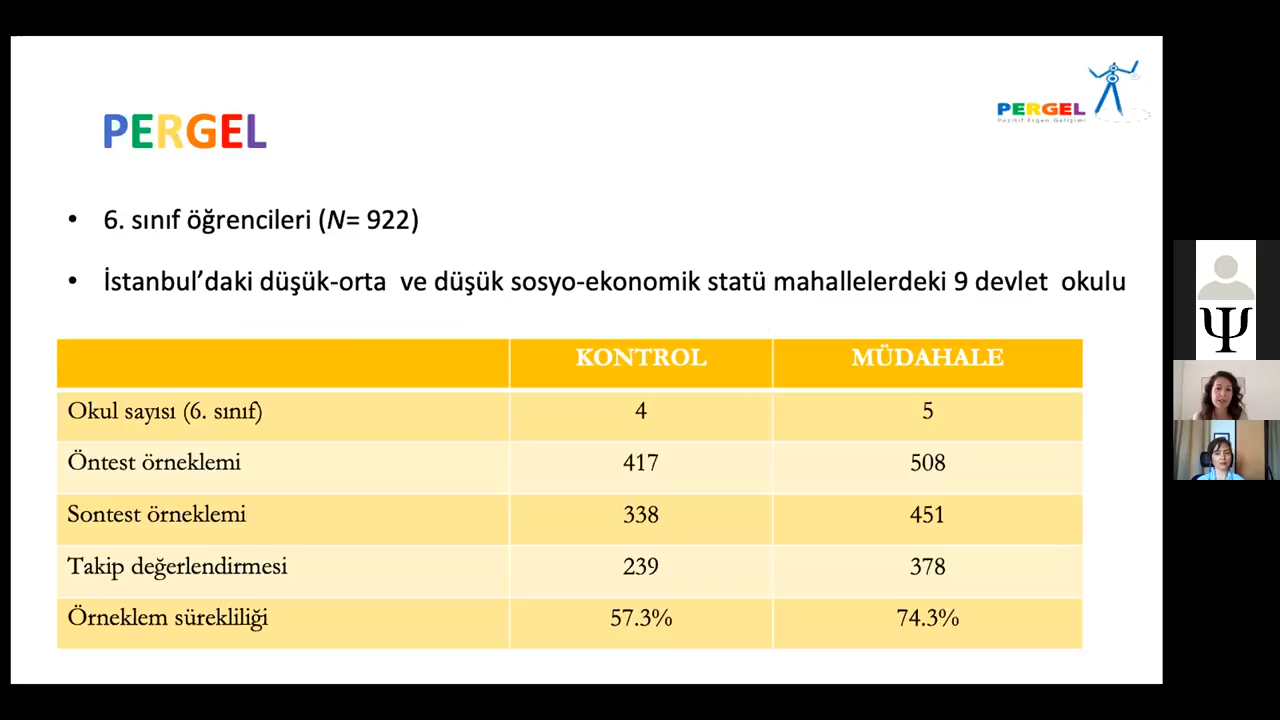 PERGEL
Pozitif Ergen Gelişimi
PERGEL
• 6. sınıf öğrencileri (N= 922)
• İstanbul’daki düşük-orta ve düşük sosyo-ekonomik statü mahallelerdeki 9 devlet okulu
KONTROL MÜDAHALE
Okul sayısı (6. sınıf) 4 5
Öntest örneklemi 417 508
Sontest örneklemi 338 451
Takip değerlendirmesi 239 378
Örneklem sürekliliği 57.3% 74.3%
Ψ